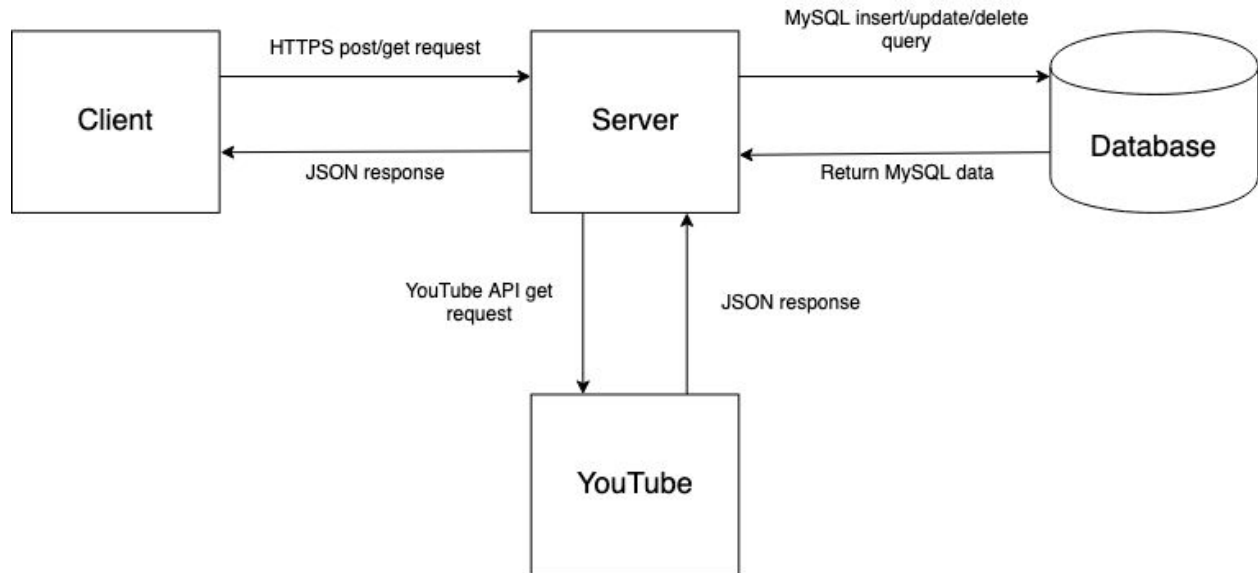 MySQL insert/update/delete
query
HTTPS post/get request
Client
Server
Database
JSON response
Return MySQL data
YouTube API get
request
JSON response
YouTube